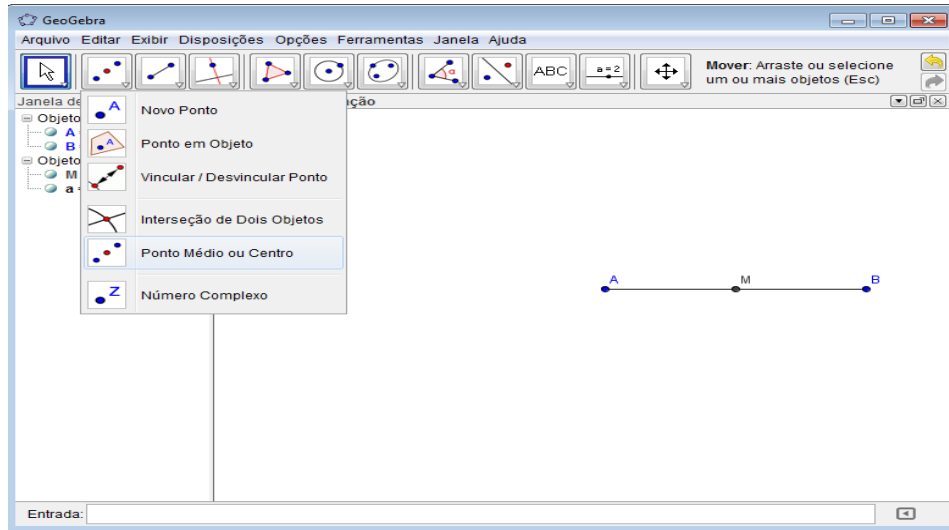 GeoGebra
Arquivo Editar Exibir Disposições Opções Ferramentas Janela Ajuda
ABC
a=2
Mover: Arraste ou selecione
um ou mais objetos (Esc)
Janela de
ção
Objeto
A
B
Objeto
M
a =
A
Novo Ponto
A
Ponto em Objeto
Vincular / Desvincular Ponto
Interseção de Dois Objetos
Ponto Médio ou Centro
Z
Número Complexo
A
M
B
Entrada: